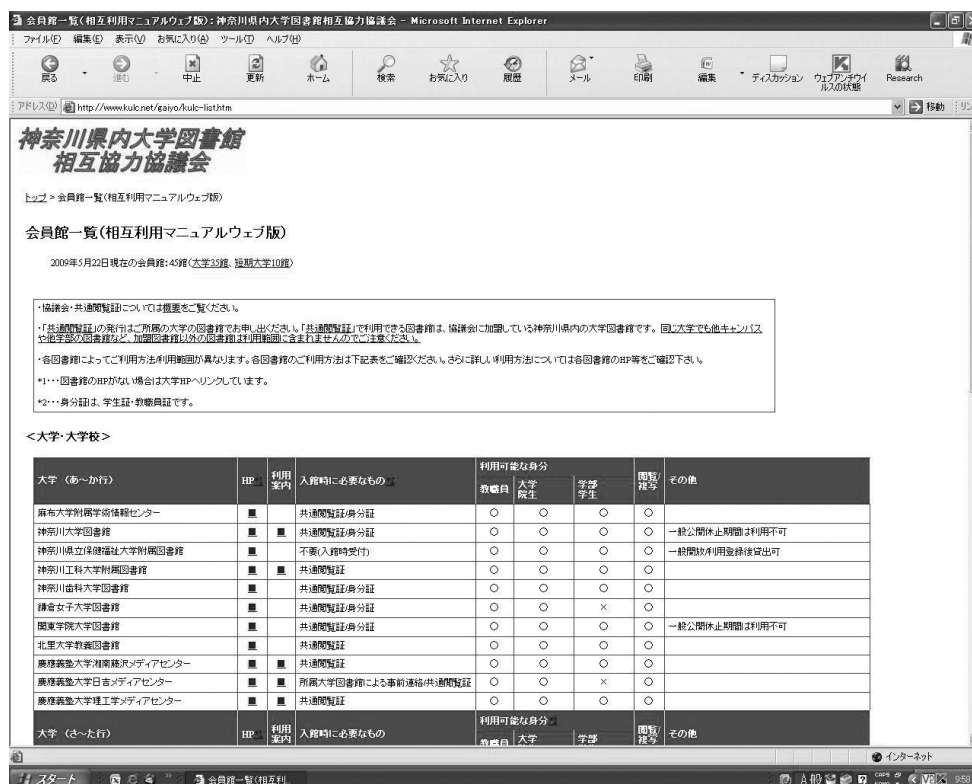 会員館一覧(相互利用マニュアルウェブ版):神奈川県内大学図書館相互協力協議会 - Microsoft Internet Explorer
ファイル(F) 編集(E) 表示(V) お気に入り(A) ツール(T) ヘルプ(H)
戻る 進む 中止 更新 ホーム 検索 お気に入り 履歴 メール 印刷 編集 ディスカッション ウェブアンチウイルスの状態 Research
アドレス(D) http://www.kulc.net/gaiyo/kulc-list.htm 移動
神奈川県内大学図書館
相互協力協議会
トップ > 会員館一覧(相互利用マニュアルウェブ版)
会員館一覧(相互利用マニュアルウェブ版)
2009年5月22日現在の会員館:45館(大学35館、短期大学10館)
・協議会・共通閲覧証については概要をご覧ください。
・「共通閲覧証」の発行はご所属の大学の図書館でお申し出ください。「共通閲覧証」で利用できる図書館は、協議会に加盟している神奈川県内の大学図書館です。 同じ大学でも他キャンパス
や他学部の図書館など、加盟図書館以外の図書館は利用範囲に含まれませんのでご注意ください。
・各図書館によってご利用方法/利用範囲が異なります。各図書館のご利用方法は下記表をご確認ください。さらに詳しい利用方法については各図書館のHP等をご確認下さい。
*1・・・図書館のHPがない場合は大学HPへリンクしています。
*2・・・身分証は、学生証・教職員証です。
<大学・大学校>
大学 (あ~か行) HP 利用案内 入館時に必要なもの 利用可能な身分 教職員 大学院生 学部学生 閲覧/複写 その他
麻布大学附属学術情報センター ■ 共通閲覧証/身分証 ○ ○ ○ ○
神奈川大学図書館 ■ ■ 共通閲覧証/身分証 ○ ○ ○ ○ 一般公開休止期間は利用不可
神奈川県立保健福祉大学附属図書館 ■ 不要(入館時受付) ○ ○ ○ ○ 一般開放/利用登録後貸出可
神奈川工科大学附属図書館 ■ ■ 共通閲覧証 ○ ○ ○ ○
神奈川歯科大学図書館 ■ 共通閲覧証/身分証 ○ ○ ○ ○
鎌倉女子大学図書館 ■ 共通閲覧証/身分証 ○ ○ × ○
関東学院大学図書館 ■ 共通閲覧証/身分証 ○ ○ ○ ○ 一般公開休止期間は利用不可
北里大学教養図書館 ■ 共通閲覧証 ○ ○ ○ ○
慶應義塾大学湘南藤沢メディアセンター ■ ■ 共通閲覧証 ○ ○ ○ ○
慶應義塾大学日吉メディアセンター ■ ■ 所属大学図書館による事前連絡/共通閲覧証 ○ ○ × ○
慶應義塾大学理工学メディアセンター ■ ■ 共通閲覧証 ○ ○ ○ ○
大学 (さ~た行) HP 利用案内 入館時に必要なもの 利用可能な身分 教職員 大学 学部 閲覧/複写 その他
インターネット
スタート 会員館一覧(相互利... A 般 CAPS 9:58